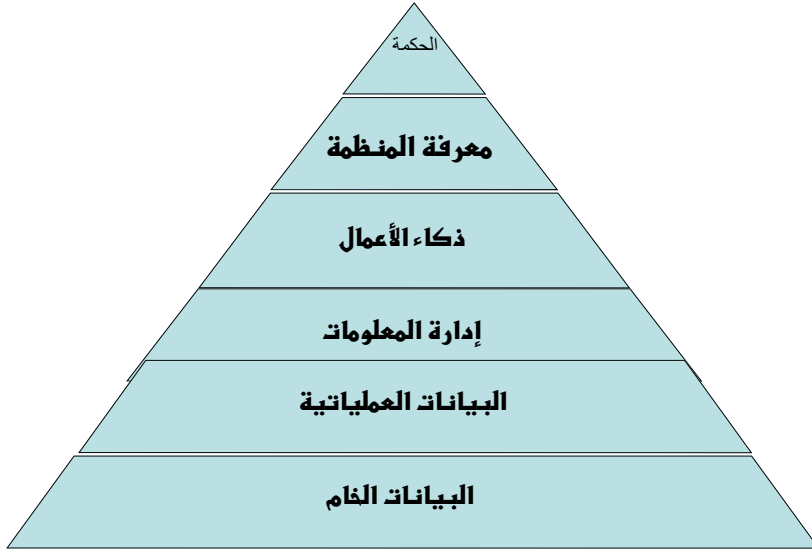 الحكمة
معرفة المنظمة
ذكاء الأعمال
إدارة المعلومات
البيانات العملياتية
البيانات الخام